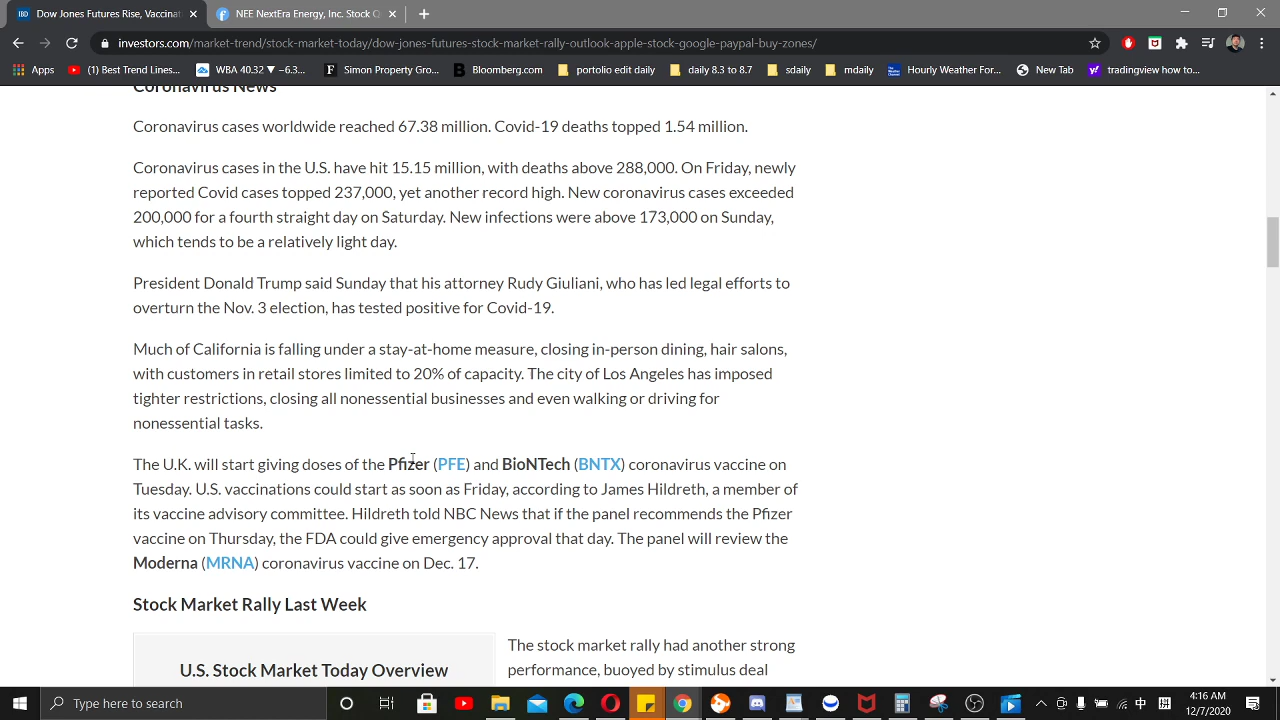 Dow Jones Futures Rise, Vaccinat
NEE NextEra Energy, Inc. Stock Q
investors.com/market-trend/stock-market-today/dow-jones-futures-stock-market-rally-outlook-apple-stock-google-paypal-buy-zones/
Apps (1) Best Trend Lines... WBA 40.32 ▼ −6.3... Simon Property Gro... Bloomberg.com portolio edit daily daily 3.3 to 8.7 sdaily mdaily Hourly Weather For... New Tab tradingview how to...
Coronavirus News
Coronavirus cases worldwide reached 67.38 million. Covid-19 deaths topped 1.54 million.
Coronavirus cases in the U.S. have hit 15.15 million, with deaths above 288,000. On Friday, newly
reported Covid cases topped 237,000, yet another record high. New coronavirus cases exceeded
200,000 for a fourth straight day on Saturday. New infections were above 173,000 on Sunday,
which tends to be a relatively light day.
President Donald Trump said Sunday that his attorney Rudy Giuliani, who has led legal efforts to
overturn the Nov. 3 election, has tested positive for Covid-19.
Much of California is falling under a stay-at-home measure, closing in-person dining, hair salons,
with customers in retail stores limited to 20% of capacity. The city of Los Angeles has imposed
tighter restrictions, closing all nonessential businesses and even walking or driving for
nonessential tasks.
The U.K. will start giving doses of the Pfizer (PFE) and BioNTech (BNTX) coronavirus vaccine on
Tuesday. U.S. vaccinations could start as soon as Friday, according to James Hildreth, a member of
its vaccine advisory committee. Hildreth told NBC News that if the panel recommends the Pfizer
vaccine on Thursday, the FDA could give emergency approval that day. The panel will review the
Moderna (MRNA) coronavirus vaccine on Dec. 17.
Stock Market Rally Last Week
U.S. Stock Market Today Overview
The stock market rally had another strong
performance, buoyed by stimulus deal
Type here to search
中
拼
4:16 AM
12/7/2020